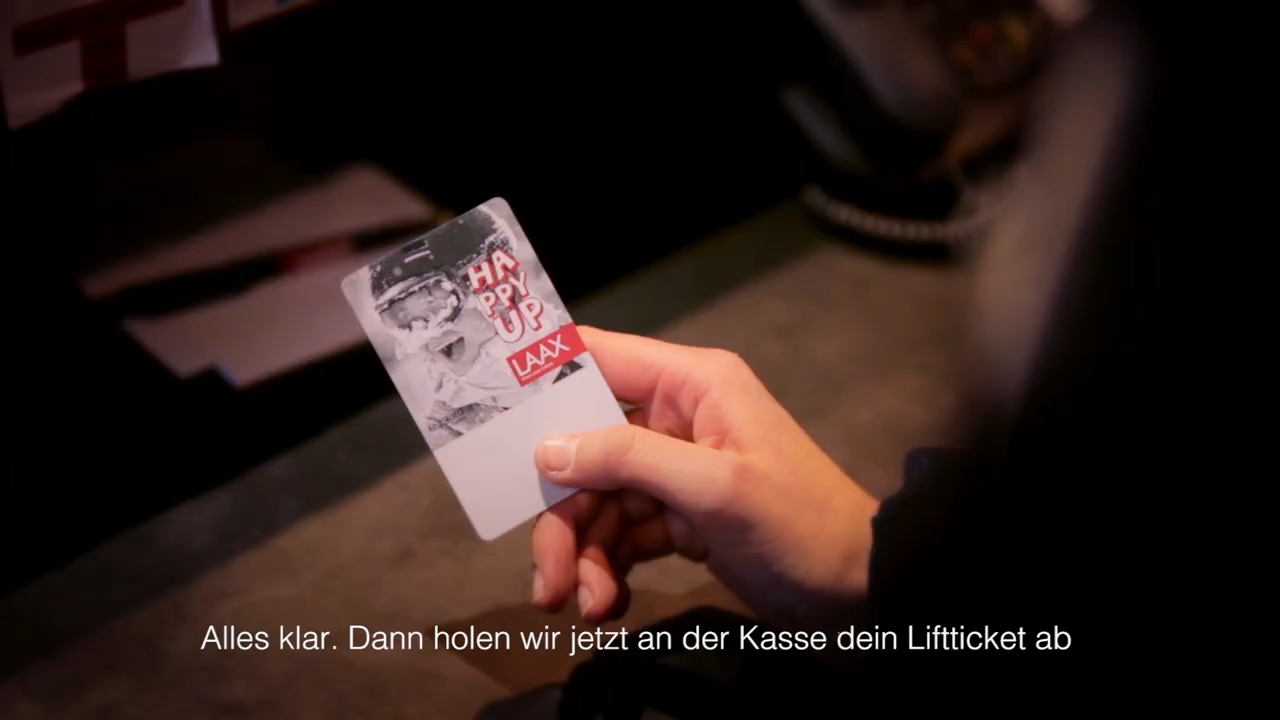 HA
PPY
UP
LAAX
Alles klar. Dann holen wir jetzt an der Kasse dein Liftticket ab